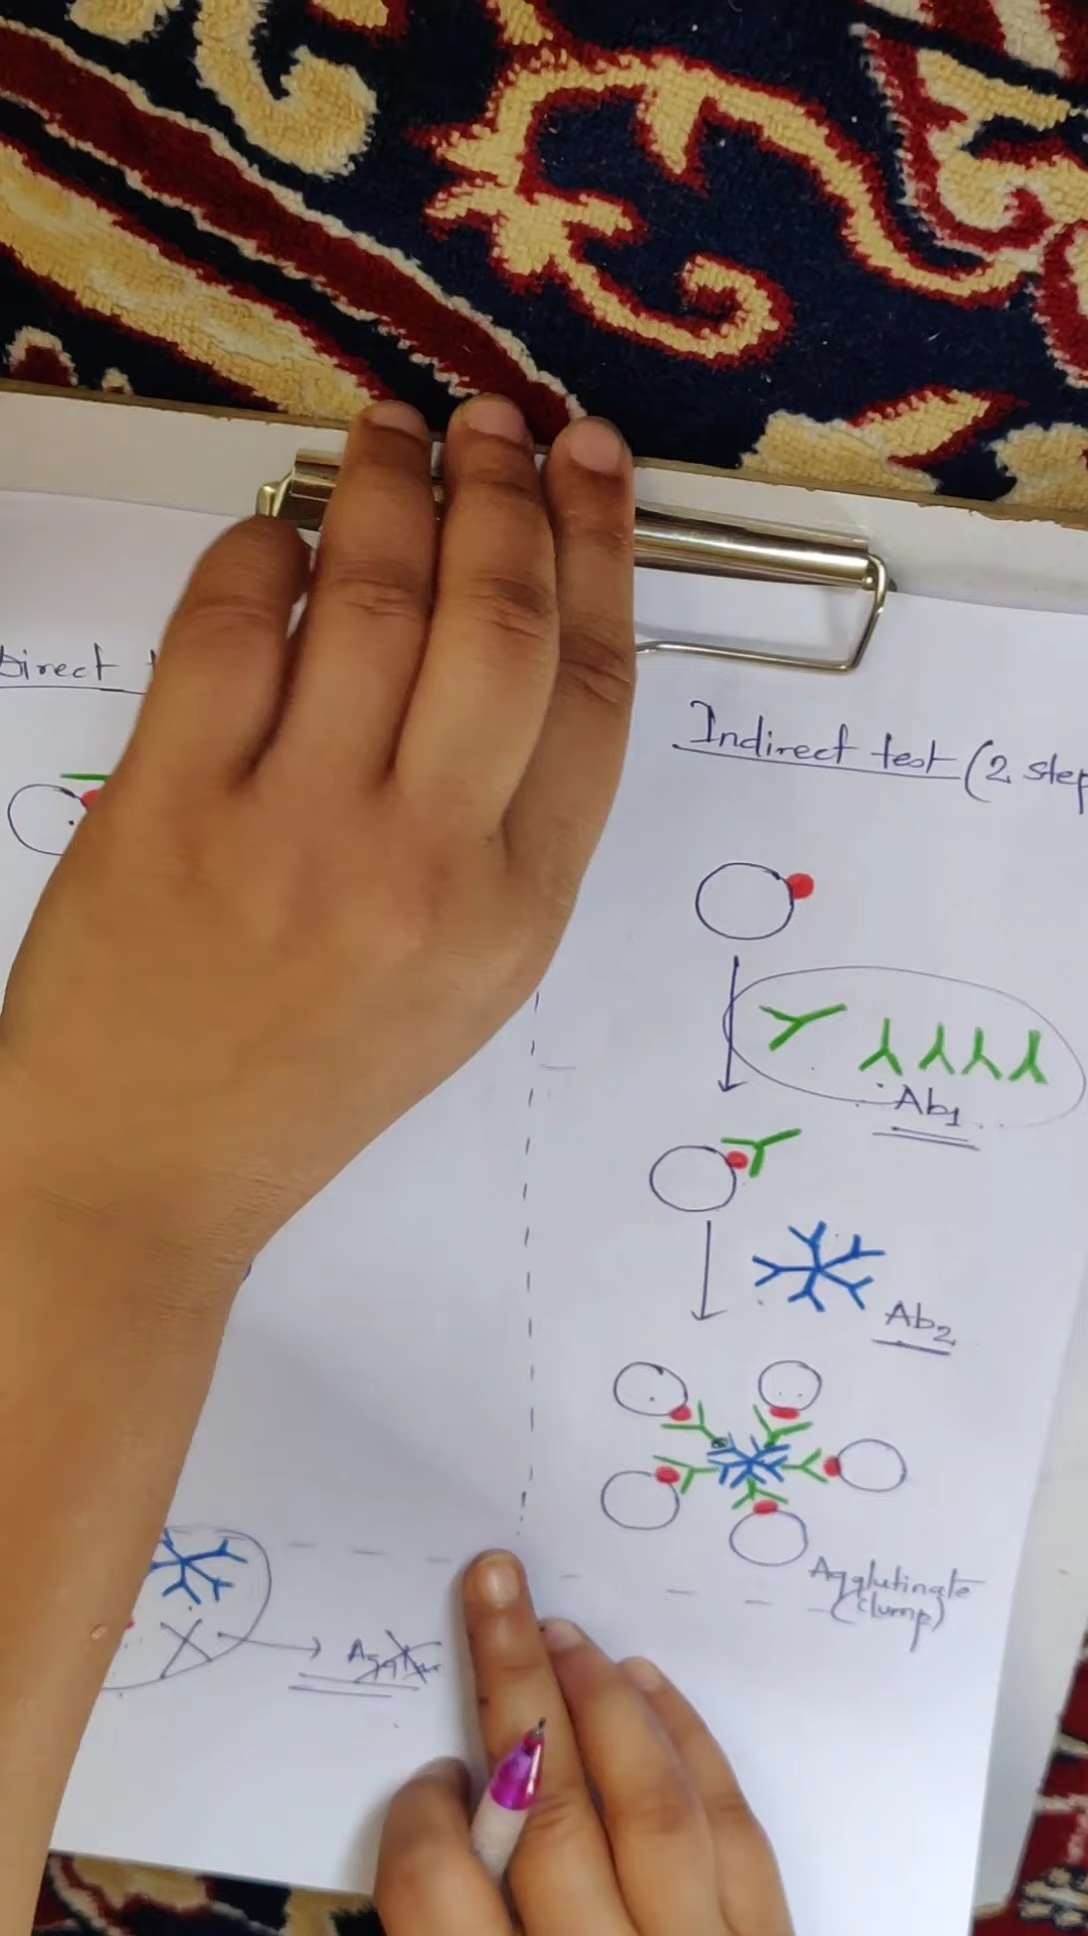 Direct
Indirect test (2 step
Ab1
Ab2
Agglutinate
(clump)